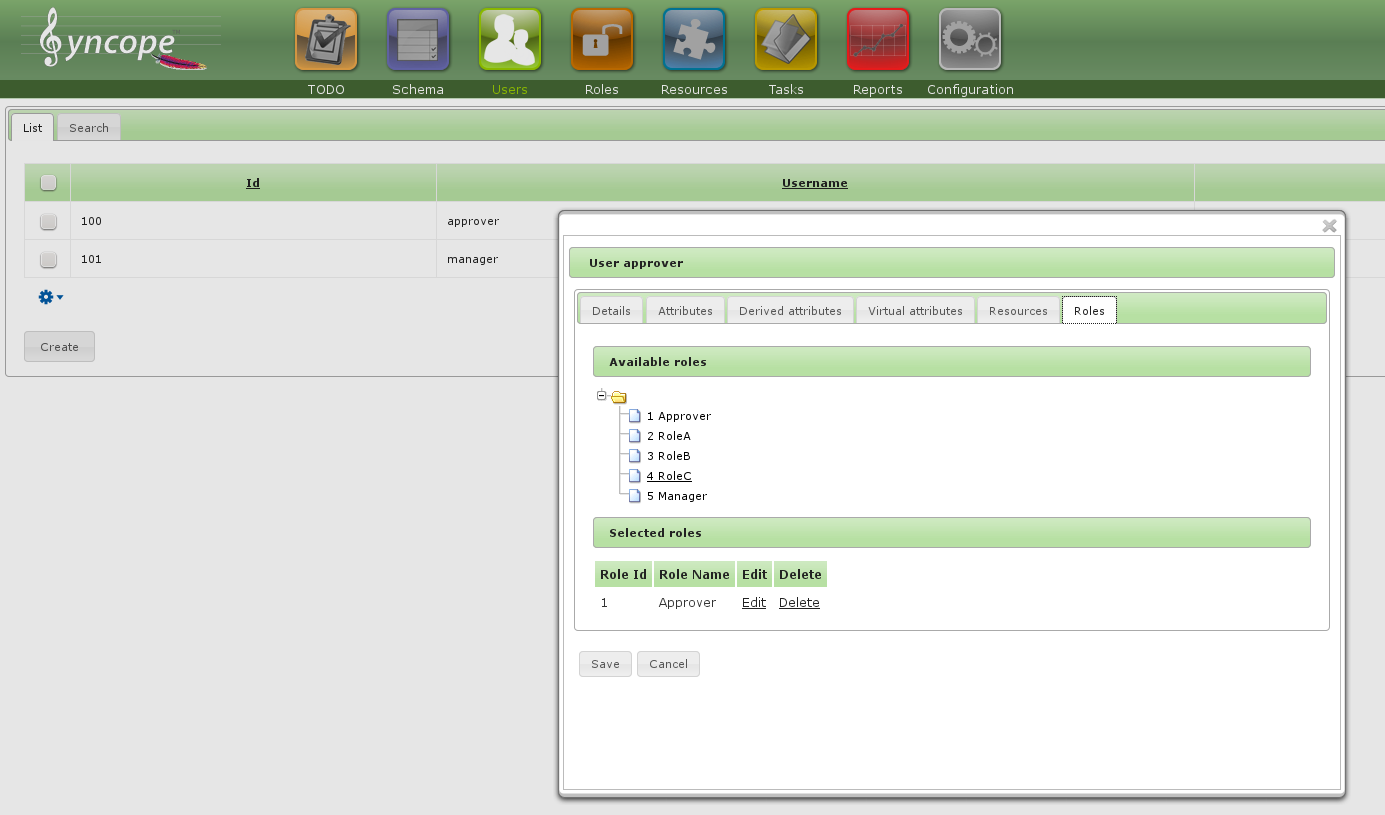 Syncope
TODO Schema Users Roles Resources Tasks Reports Configuration
List Search
Id Username
100 approver
101 manager
Create
User approver
Details Attributes Derived attributes Virtual attributes Resources Roles
Available roles
1 Approver
2 RoleA
3 RoleB
4 RoleC
5 Manager
Selected roles
Role Id Role Name Edit Delete
1 Approver Edit Delete
Save Cancel